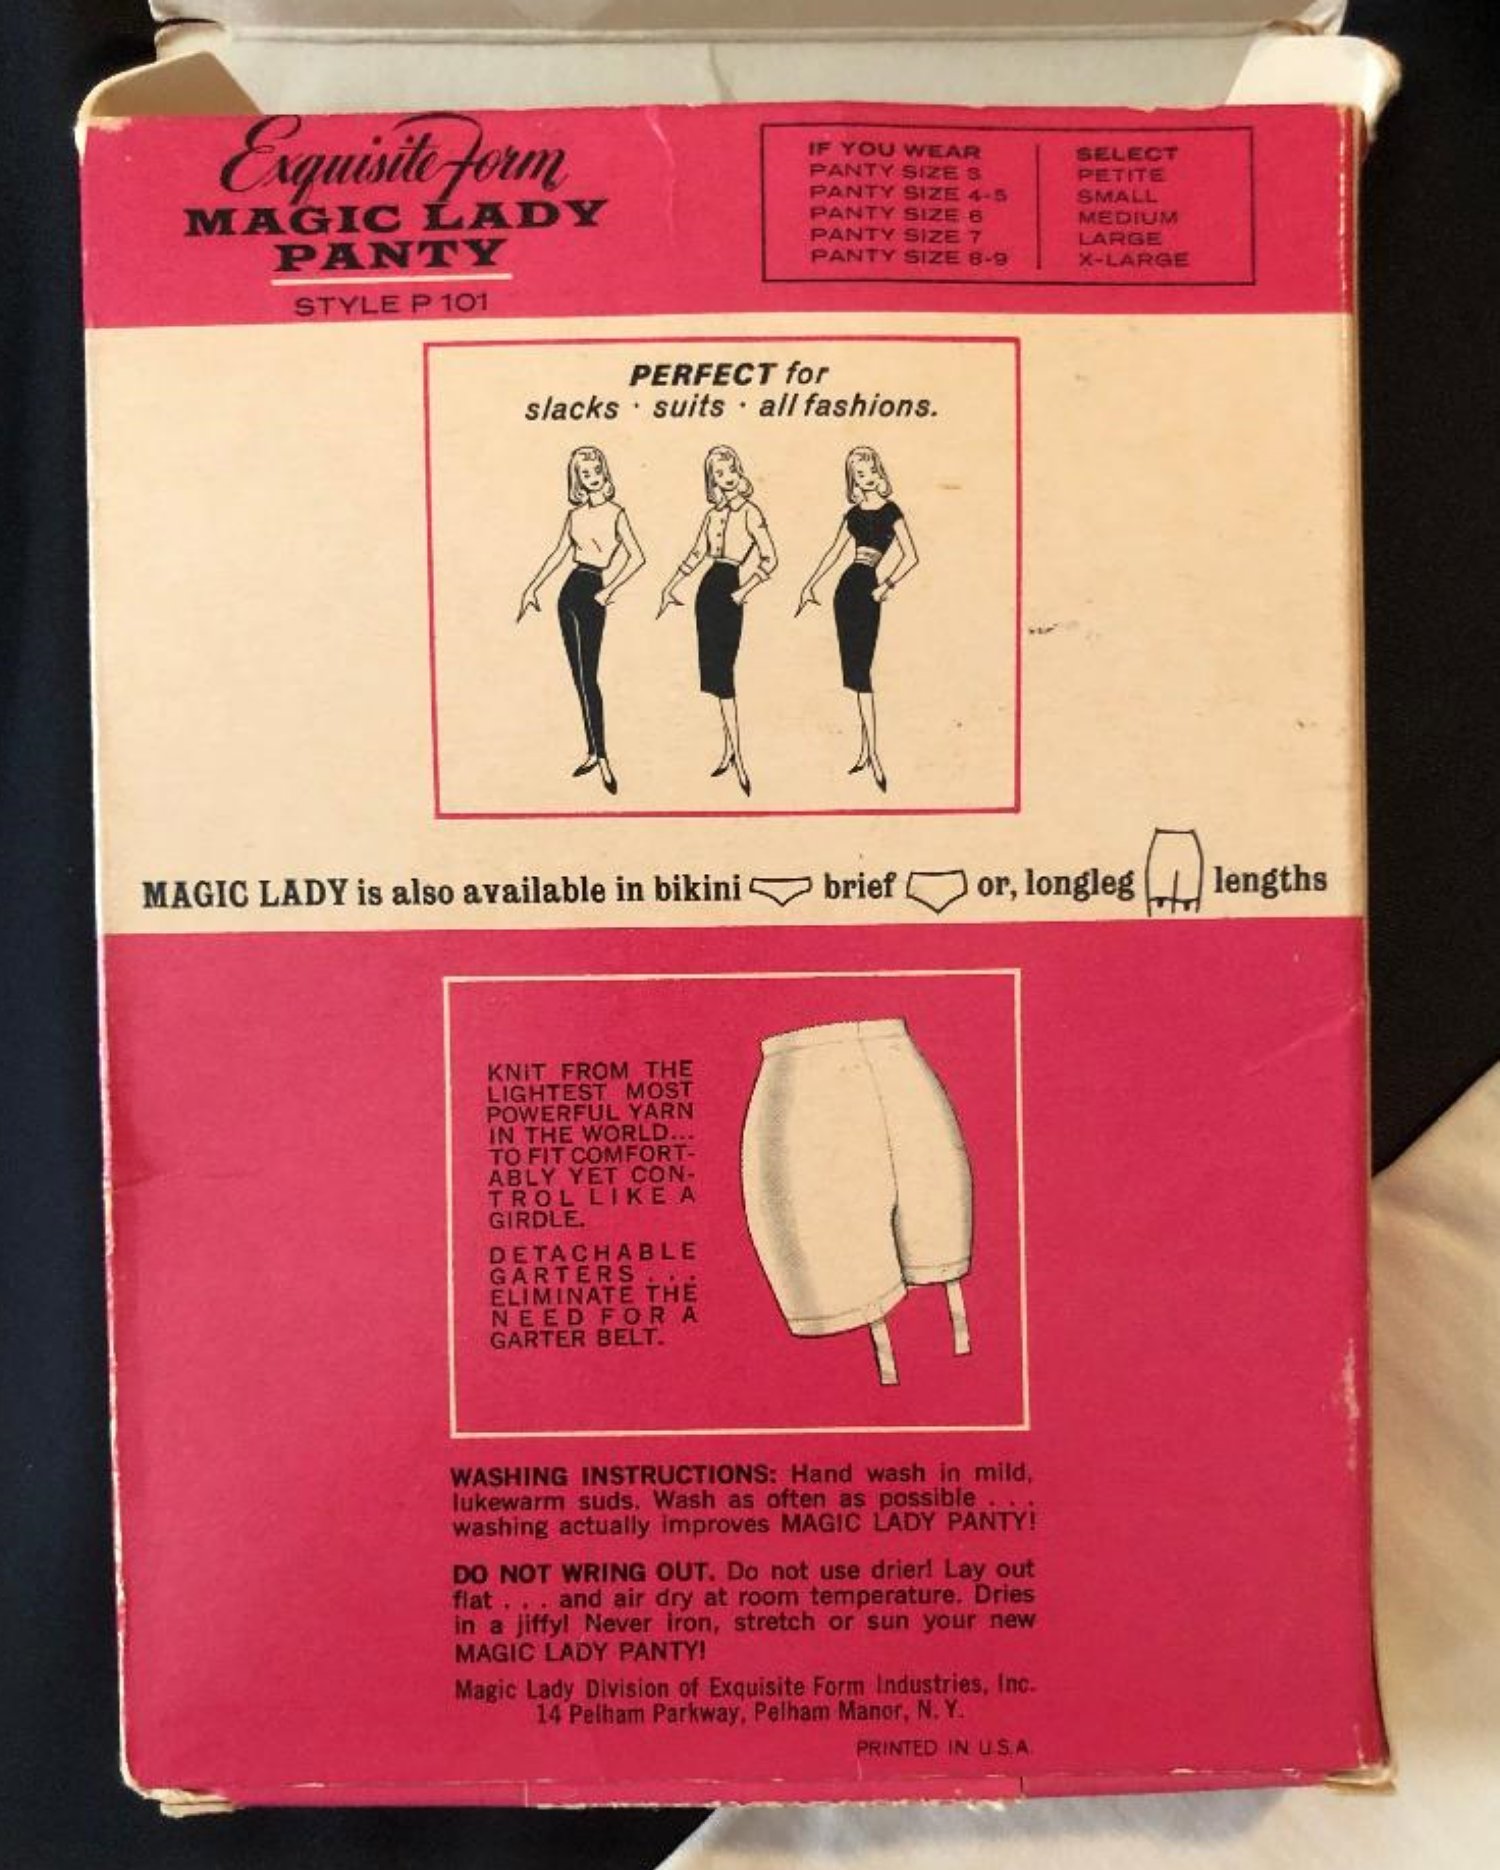 Exquisite Form
MAGIC LADY
PANTY
STYLE P 101
IF YOU WEAR
PANTY SIZE 3
PANTY SIZE 4-5
PANTY SIZE 6
PANTY SIZE 7
PANTY SIZE 8-9
SELECT
PETITE
SMALL
MEDIUM
LARGE
X-LARGE
PERFECT for
slacks · suits · all fashions.
MAGIC LADY is also available in bikini brief or, longleg lengths
KNIT FROM THE
LIGHTEST MOST
POWERFUL YARN
IN THE WORLD...
TO FIT COMFORT-
ABLY YET CON-
TROL LIKE A
GIRDLE.
DETACHABLE
GARTERS . . .
ELIMINATE THE
NEED FOR A
GARTER BELT.
WASHING INSTRUCTIONS: Hand wash in mild,
lukewarm suds. Wash as often as possible . . .
washing actually improves MAGIC LADY PANTY!
DO NOT WRING OUT. Do not use drier! Lay out
flat . . . and air dry at room temperature. Dries
in a jiffy! Never iron, stretch or sun your new
MAGIC LADY PANTY!
Magic Lady Division of Exquisite Form Industries, Inc.
14 Pelham Parkway, Pelham Manor, N. Y.
PRINTED IN U.S.A.